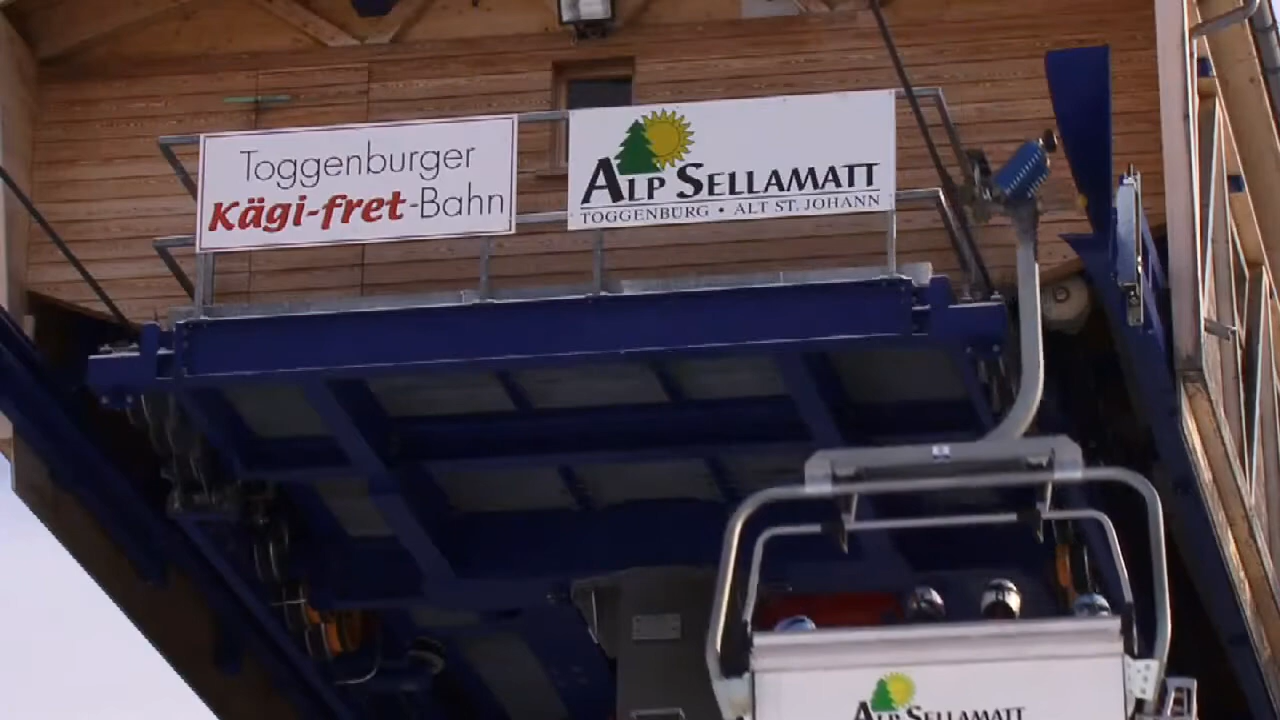 Toggenburger
Kägi-fret-Bahn
ALP SELLAMATT
TOGGENBURG • ALT ST. JOHANN
ALP SELLAMATT